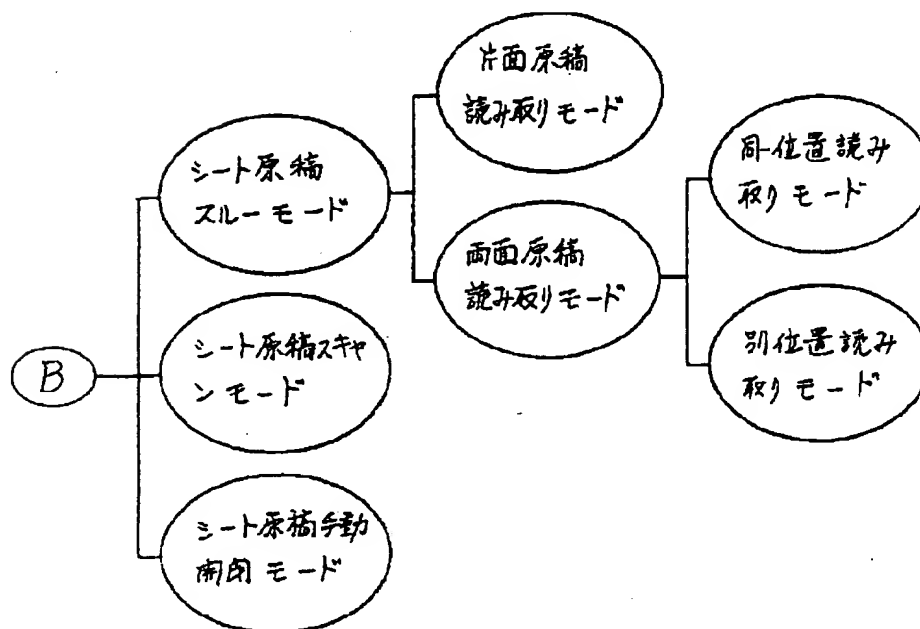 片面原稿
読み取りモード
シート原稿
スルーモード
同一位置読み
取りモード
両面原稿
読み取りモード
シート原稿スキャ
ンモード
別位置読み
取りモード
B
シート原稿手動
開閉モード